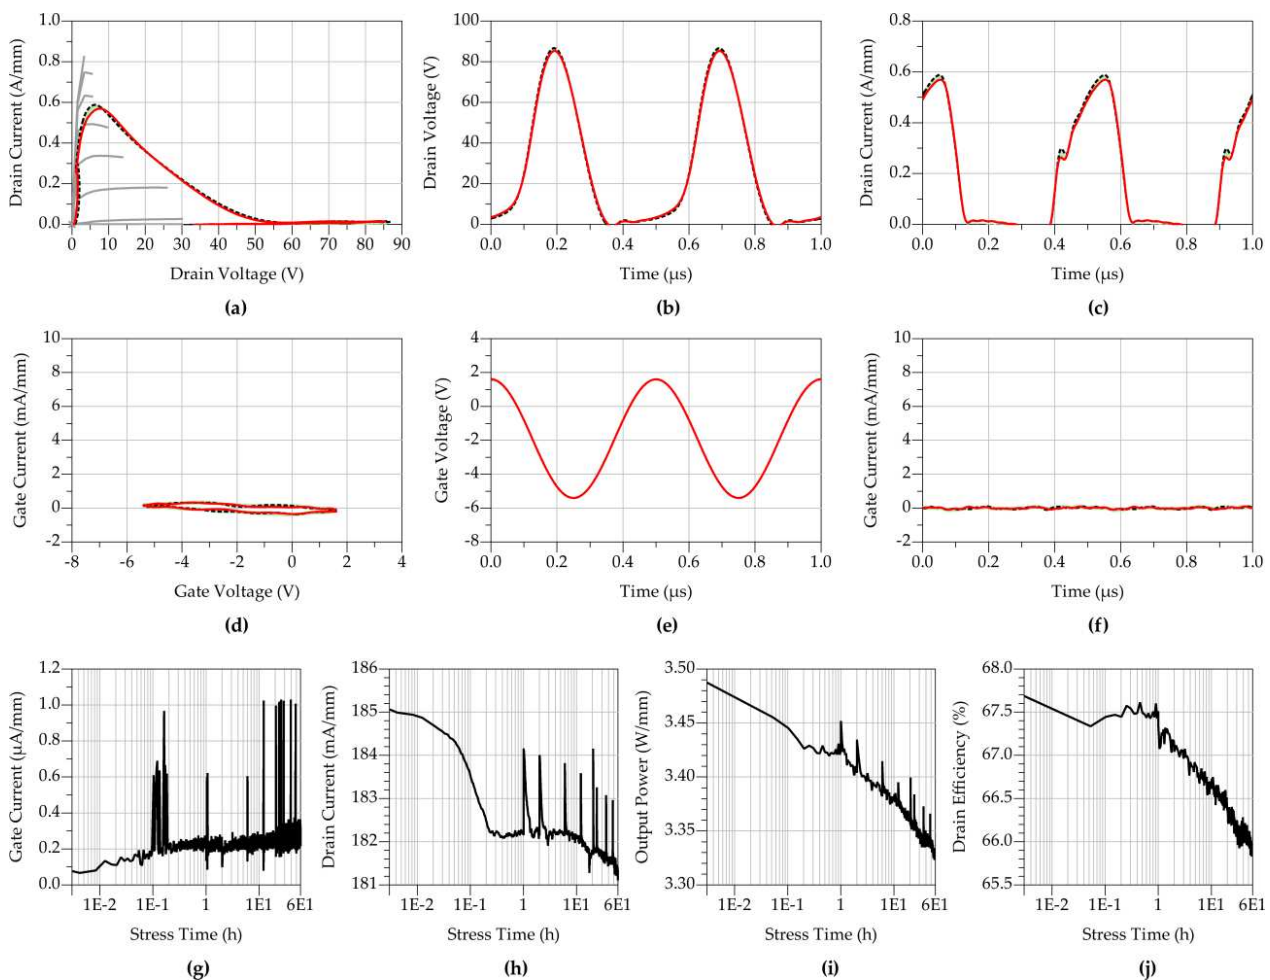 1.0
0.8
0.6
0.4
0.2
0.0
Drain Current (A/mm)
0 10 20 30 40 50 60 70 80 90
Drain Voltage (V)
(a)
100
80
60
40
20
0
Drain Voltage (V)
0.0 0.2 0.4 0.6 0.8 1.0
Time (µs)
(b)
0.8
0.6
0.4
0.2
0.0
Drain Current (A/mm)
0.0 0.2 0.4 0.6 0.8 1.0
Time (µs)
(c)
10
8
6
4
2
0
-2
Gate Current (mA/mm)
-8 -6 -4 -2 0 2 4
Gate Voltage (V)
(d)
4
2
0
-2
-4
-6
-8
Gate Voltage (V)
0.0 0.2 0.4 0.6 0.8 1.0
Time (µs)
(e)
10
8
6
4
2
0
-2
Gate Current (mA/mm)
0.0 0.2 0.4 0.6 0.8 1.0
Time (µs)
(f)
1.2
1.0
0.8
0.6
0.4
0.2
0.0
Gate Current (µA/mm)
1E-2 1E-1 1 1E1 6E1
Stress Time (h)
(g)
186
185
184
183
182
181
Drain Current (mA/mm)
1E-2 1E-1 1 1E1 6E1
Stress Time (h)
(h)
3.50
3.45
3.40
3.35
3.30
Output Power (W/mm)
1E-2 1E-1 1 1E1 6E1
Stress Time (h)
(i)
68.0
67.5
67.0
66.5
66.0
65.5
Drain Efficiency (%)
1E-2 1E-1 1 1E1 6E1
Stress Time (h)
(j)